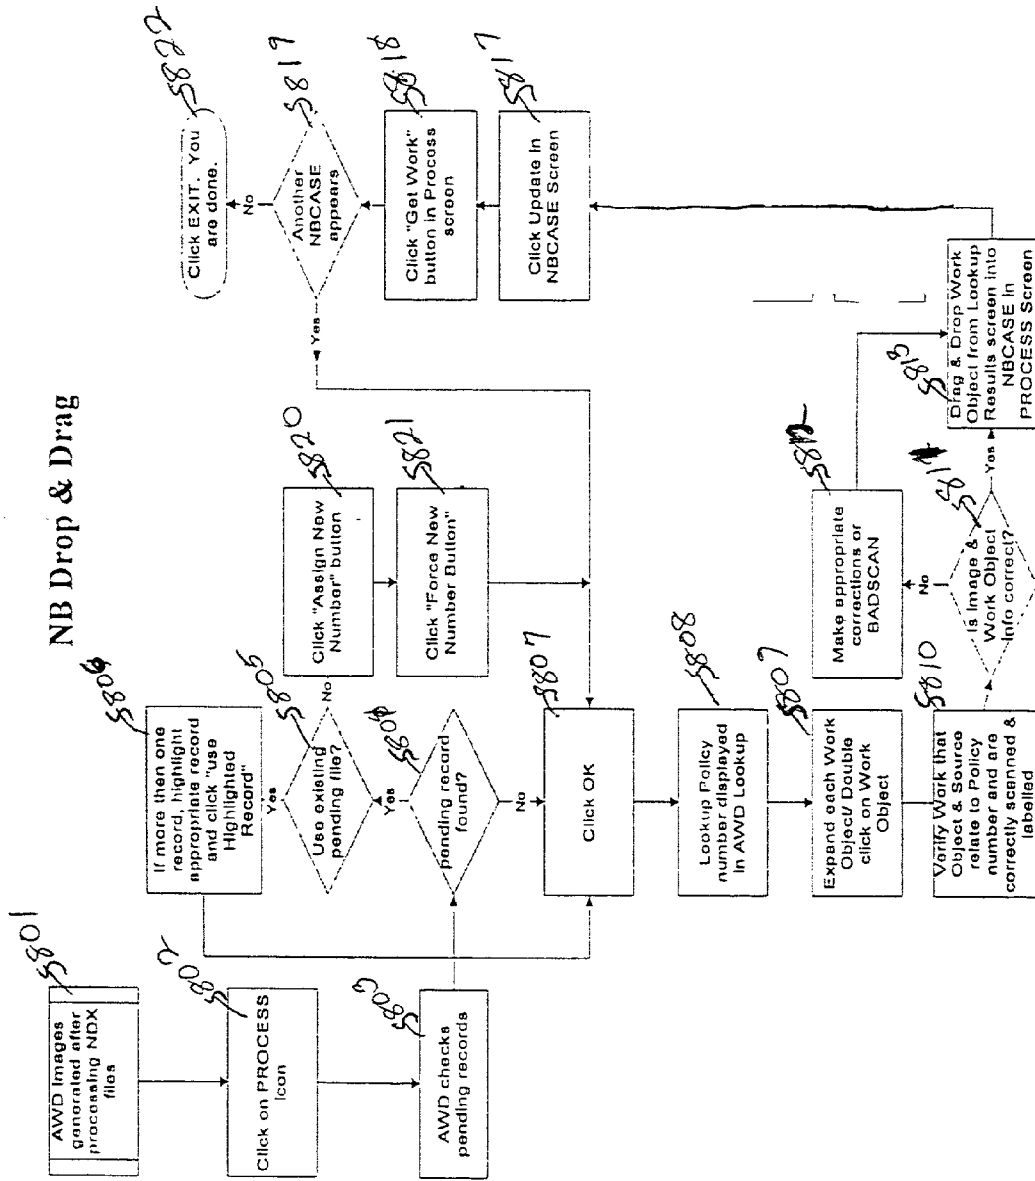 NB Drop & Drag
AWD Images
generated after
processing NDX
files
S801
Click on PROCESS
Icon
S802
AWD checks
pending records
S803
If more then one
record, highlight
appropriate record
and click "use
Highlighted
Record"
Yes
Use existing
pending file?
S805
No
Yes
pending record
found?
No
Click OK
S807
Lookup Policy
number displayed
In AWD Lookup
S808
Expand each Work
Object/ Double
click on Work
Object
S809
Verify Work that
Object & Source
relate to Policy
number and are
correctly scanned &
labelled
S810
Click "Assign New
Number" button
S820
Click "Force New
Number Button"
S821
Make appropriate
corrections or
BADSCAN
No
Is Image &
Work Object
Info correct?
Yes
Drag & Drop Work
Object from Lookup
Results screen into
NBCASE In
PROCESS Screen
S813
Click EXIT. You
are done.
S822
No
Another
NBCASE
appears
S819
Yes
Click "Get Work"
button in Process
screen
S818
Click Update In
NBCASE Screen
S817